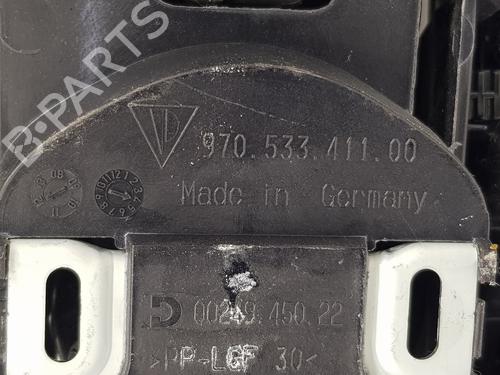 B-PARTS
970.533.411.00
Made in Germany
00249.450.22
>PP-LGF 30<